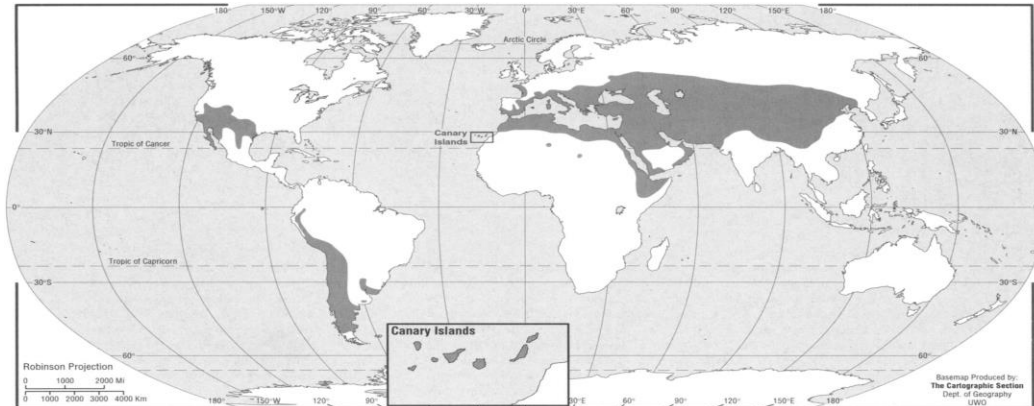 180° 150°W 120°W 90°W 60°W 30°W 0° 30°E 60°E 90°E 120°E 150°E 180°
Arctic Circle
60° 60°
30°N 30°N
Canary
Islands
Tropic of Cancer
0° 0°
Tropic of Capricorn
30°S 30°S
Canary Islands
60° 60°
Robinson Projection
0 1000 2000 Mi
0 1000 2000 3000 4000 Km
Basemap Produced by:
The Cartographic Section
Dept. of Geography
UWO
180° 150°W 120°W 90° 30°E 60°E 90°E 120°E 150°E 180°